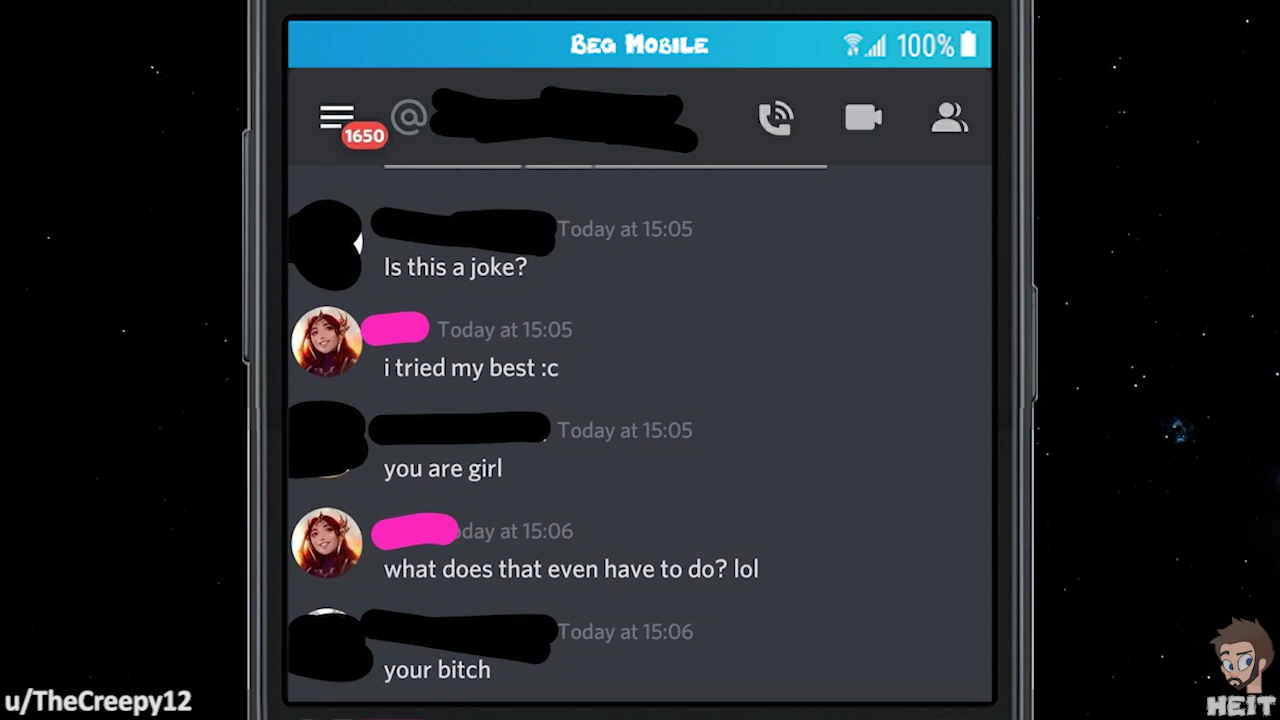 Beg Mobile
100%
1650
@
Today at 15:05
Is this a joke?
Today at 15:05
i tried my best :c
Today at 15:05
you are girl
oday at 15:06
what does that even have to do? lol
Today at 15:06
your bitch
u/TheCreepy12
HEIT